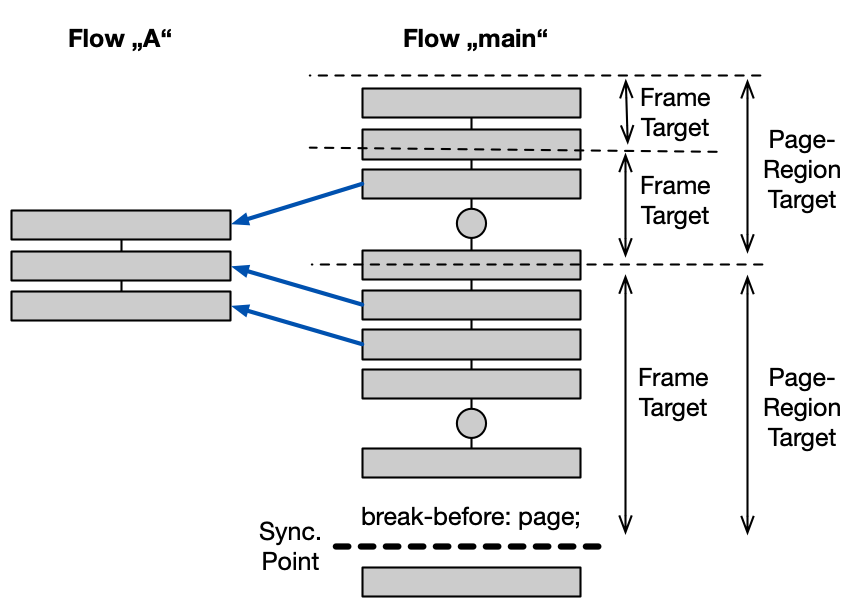 Flow „A“
Flow „main“
Frame
Target
Page-
Region
Target
Frame
Target
Frame
Target
Page-
Region
Target
break-before: page;
Sync.
Point